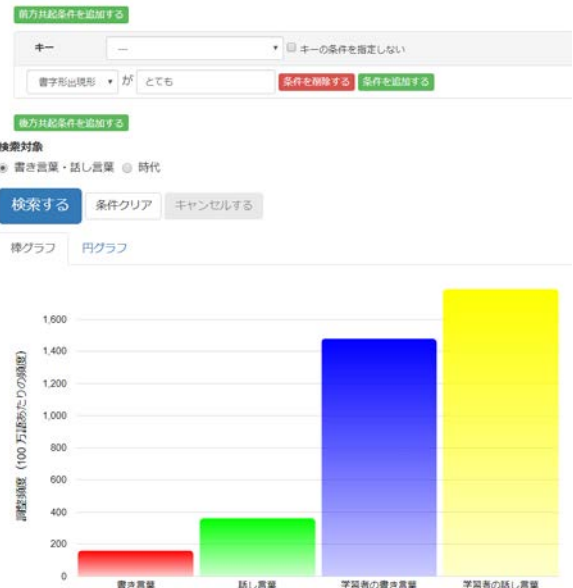 前方共起条件を追加する
キー
—
キーの条件を指定しない
書字形出現形 が とても 条件を削除する 条件を追加する
後方共起条件を追加する
検索対象
書き言葉・話し言葉 時代
検索する 条件クリア キャンセルする
棒グラフ 円グラフ
調整頻度（100 万語あたりの頻度）
1,600
1,400
1,200
1,000
800
600
400
200
0
書き言葉 話し言葉 学習者の書き言葉 学習者の話し言葉